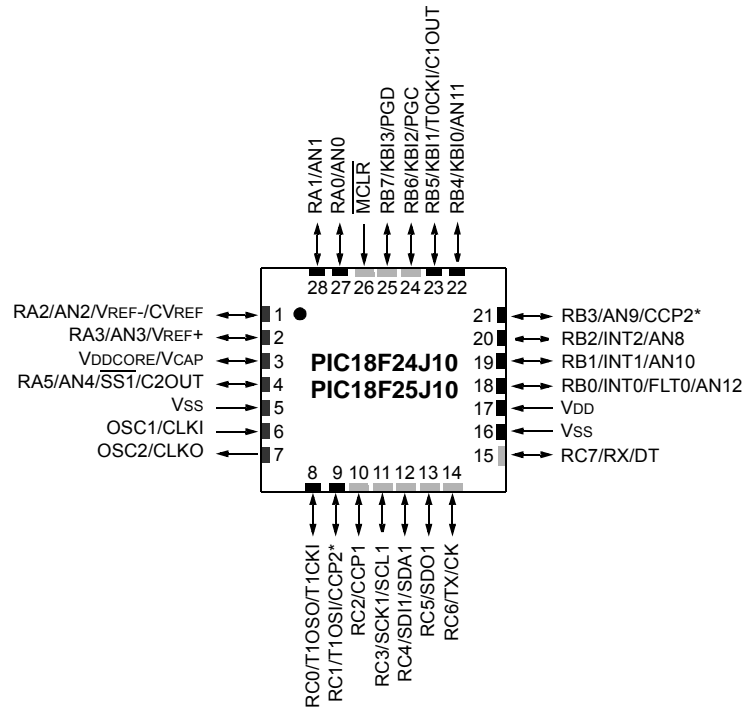 RA1/AN1
RA0/AN0
MCLR
RB7/KBI3/PGD
RB6/KBI2/PGC
RB5/KBI1/T0CKI/C1OUT
RB4/KBI0/AN11
28 27 26 25 24 23 22
RA2/AN2/VREF-/CVREF
RA3/AN3/VREF+
VDDCORE/VCAP
RA5/AN4/SS1/C2OUT
VSS
OSC1/CLKI
OSC2/CLKO
1
2
3
4
5
6
7
PIC18F24J10
PIC18F25J10
21
20
19
18
17
16
15
RB3/AN9/CCP2*
RB2/INT2/AN8
RB1/INT1/AN10
RB0/INT0/FLT0/AN12
VDD
VSS
RC7/RX/DT
8 9 10 11 12 13 14
RC0/T1OSO/T1CKI
RC1/T1OSI/CCP2*
RC2/CCP1
RC3/SCK1/SCL1
RC4/SDI1/SDA1
RC5/SDO1
RC6/TX/CK